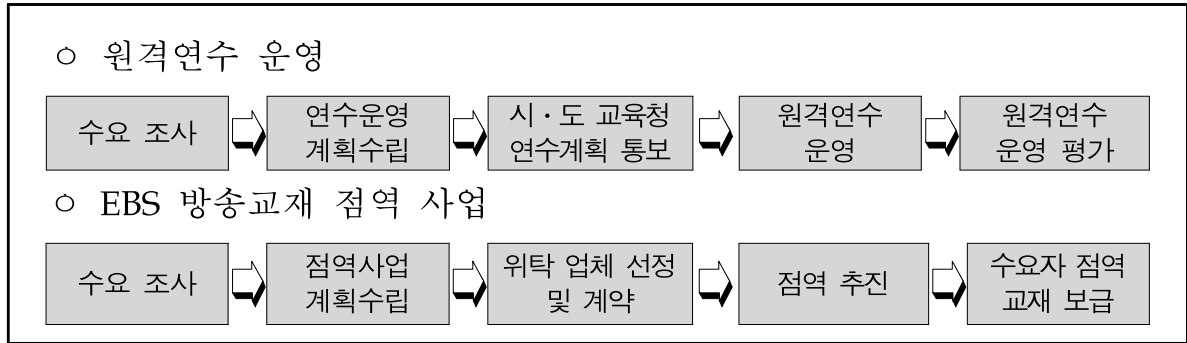 ○ 원격연수 운영
수요 조사
연수운영
계획수립
시·도 교육청
연수계획 통보
원격연수
운영
원격연수
운영 평가
○ EBS 방송교재 점역 사업
수요 조사
점역사업
계획수립
위탁 업체 선정
및 계약
점역 추진
수요자 점역
교재 보급